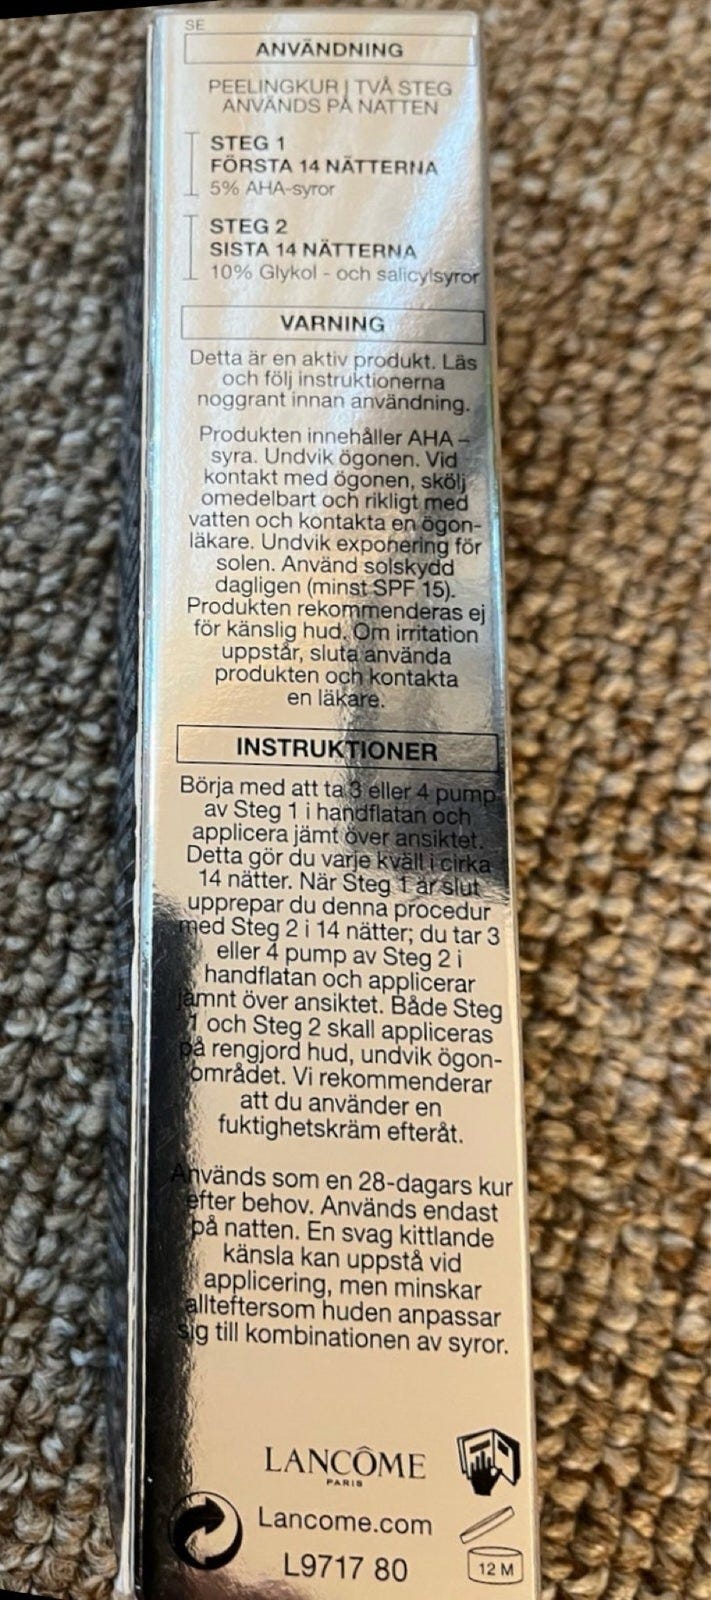 SE
ANVÄNDNING
PEELINGKUR I TVÅ STEG
ANVÄNDS PÅ NATTEN
STEG 1
FÖRSTA 14 NÄTTERNA
5% AHA-syror
STEG 2
SISTA 14 NÄTTERNA
10% Glykol - och salicylsyror
VARNING
Detta är en aktiv produkt. Läs
och följ instruktionerna
noggrant innan användning.
Produkten innehåller AHA –
syra. Undvik ögonen. Vid
kontakt med ögonen, skölj
omedelbart och rikligt med
vatten och kontakta en ögon-
läkare. Undvik exponering för
solen. Använd solskydd
dagligen (minst SPF 15).
Produkten rekommenderas ej
för känslig hud. Om irritation
uppstår, sluta använda
produkten och kontakta
en läkare.
INSTRUKTIONER
Börja med att ta 3 eller 4 pump
av Steg 1 i handflatan och
applicera jämt över ansiktet.
Detta gör du varje kväll i cirka
14 nätter. När Steg 1 är slut
upprepar du denna procedur
med Steg 2 i 14 nätter; du tar 3
eller 4 pump av Steg 2 i
handflatan och applicerar
jämnt över ansiktet. Både Steg
1 och Steg 2 skall appliceras
på rengjord hud, undvik ögon-
området. Vi rekommenderar
att du använder en
fuktighetskräm efteråt.
Används som en 28-dagars kur
efter behov. Används endast
på natten. En svag kittlande
känsla kan uppstå vid
applicering, men minskar
allteftersom huden anpassar
sig till kombinationen av syror.
LANCÔME
PARIS
Lancome.com
L9717 80
12 M